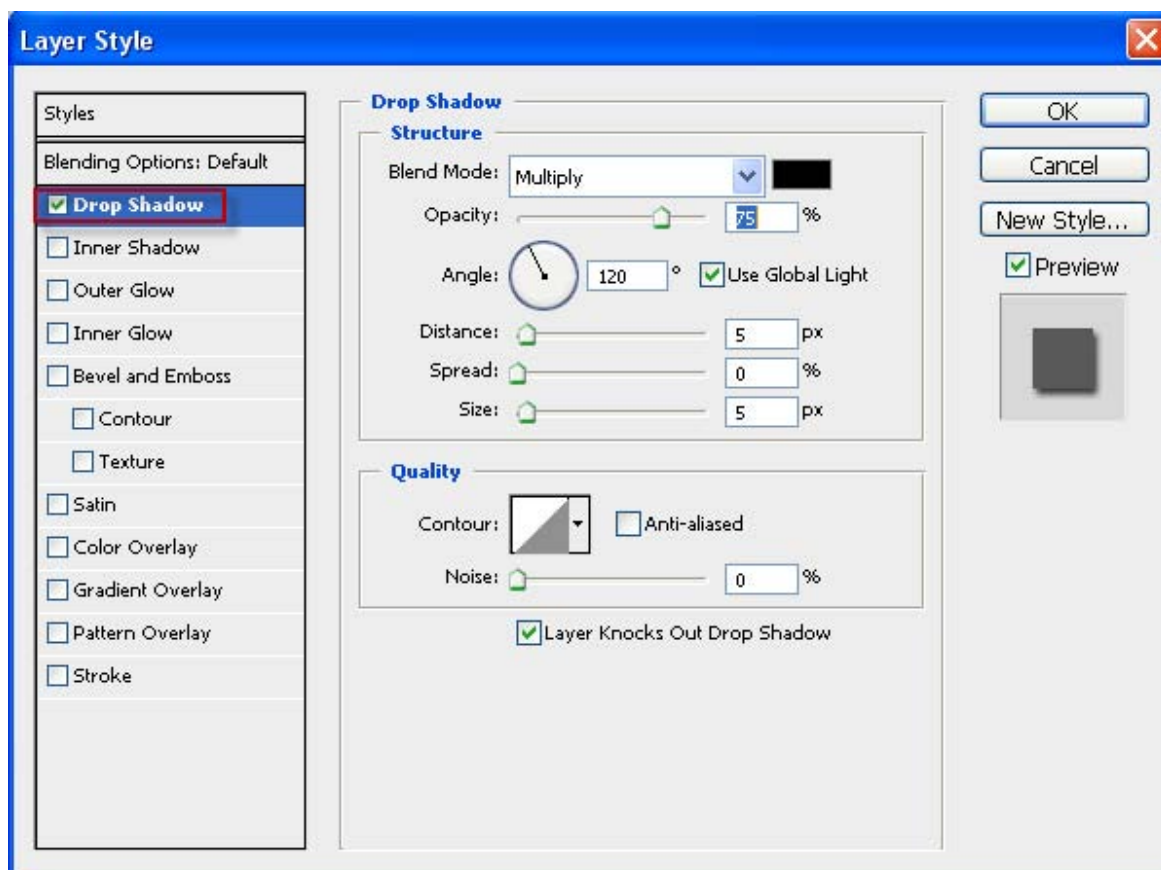 Layer Style
Styles
Blending Options: Default
Drop Shadow
Inner Shadow
Outer Glow
Inner Glow
Bevel and Emboss
Contour
Texture
Satin
Color Overlay
Gradient Overlay
Pattern Overlay
Stroke
Drop Shadow
Structure
Blend Mode: Multiply
Opacity: 75 %
Angle: 120 ° Use Global Light
Distance: 5 px
Spread: 0 %
Size: 5 px
Quality
Contour: Anti-aliased
Noise: 0 %
Layer Knocks Out Drop Shadow
OK
Cancel
New Style...
Preview